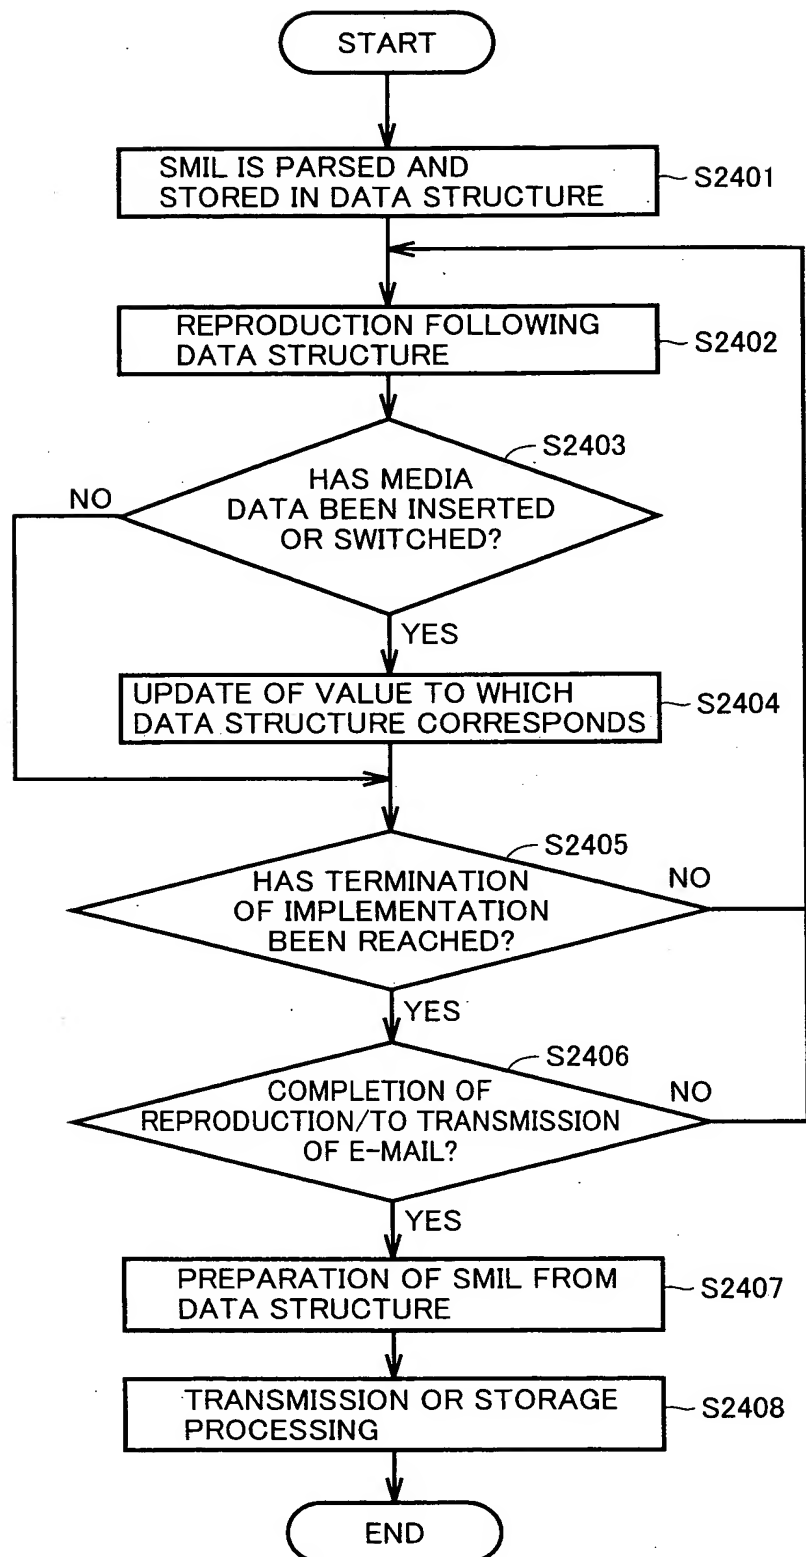 START
SMIL IS PARSED AND
STORED IN DATA STRUCTURE
S2401
REPRODUCTION FOLLOWING
DATA STRUCTURE
S2402
S2403
HAS MEDIA
DATA BEEN INSERTED
OR SWITCHED?
NO
YES
UPDATE OF VALUE TO WHICH
DATA STRUCTURE CORRESPONDS
S2404
S2405
HAS TERMINATION
OF IMPLEMENTATION
BEEN REACHED?
NO
YES
S2406
COMPLETION OF
REPRODUCTION/TO TRANSMISSION
OF E-MAIL?
NO
YES
PREPARATION OF SMIL FROM
DATA STRUCTURE
S2407
TRANSMISSION OR STORAGE
PROCESSING
S2408
END